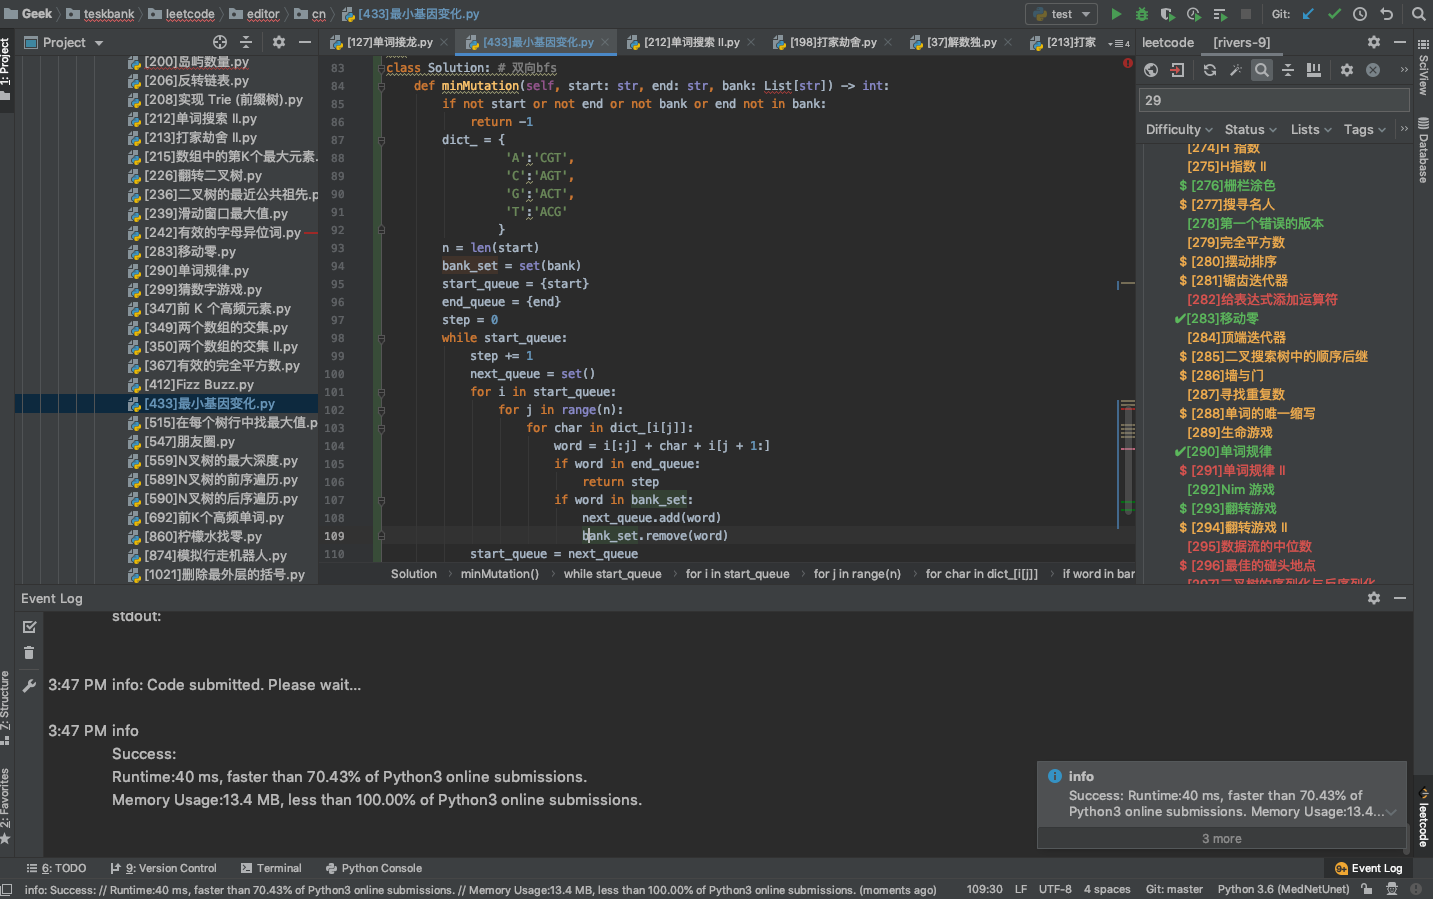 Geek
teskbank
leetcode
editor
cn
[433]最小基因变化.py
test
Git:
1: Project
Project
[127]单词接龙.py
[433]最小基因变化.py
[212]单词搜索 II.py
[198]打家劫舍.py
[37]解数独.py
[213]打家
leetcode
[rivers-9]
[200]岛屿数量.py
[206]反转链表.py
[208]实现 Trie (前缀树).py
[212]单词搜索 II.py
[213]打家劫舍 II.py
[215]数组中的第K个最大元素.
[226]翻转二叉树.py
[236]二叉树的最近公共祖先.p
[239]滑动窗口最大值.py
[242]有效的字母异位词.py
[283]移动零.py
[290]单词规律.py
[299]猜数字游戏.py
[347]前 K 个高频元素.py
[349]两个数组的交集.py
[350]两个数组的交集 II.py
[367]有效的完全平方数.py
[412]Fizz Buzz.py
[433]最小基因变化.py
[515]在每个树行中找最大值.p
[547]朋友圈.py
[559]N叉树的最大深度.py
[589]N叉树的前序遍历.py
[590]N叉树的后序遍历.py
[692]前K个高频单词.py
[860]柠檬水找零.py
[874]模拟行走机器人.py
[1021]删除最外层的括号.py
83 class Solution: # 双向bfs
84 def minMutation(self, start: str, end: str, bank: List[str]) -> int:
85 if not start or not end or not bank or end not in bank:
86 return -1
87 dict_ = {
88 'A':'CGT',
89 'C':'AGT',
90 'G':'ACT',
91 'T':'ACG'
92 }
93 n = len(start)
94 bank_set = set(bank)
95 start_queue = {start}
96 end_queue = {end}
97 step = 0
98 while start_queue:
99 step += 1
100 next_queue = set()
101 for i in start_queue:
102 for j in range(n):
103 for char in dict_[i[j]]:
104 word = i[:j] + char + i[j + 1:]
105 if word in end_queue:
106 return step
107 if word in bank_set:
108 next_queue.add(word)
109 bank_set.remove(word)
110 start_queue = next_queue
Solution
minMutation()
while start_queue
for i in start_queue
for j in range(n)
for char in dict_[i[j]]
if word in bar
29
Difficulty
Status
Lists
Tags
[274]H 指数
[275]H指数 II
$ [276]栅栏涂色
$ [277]搜寻名人
[278]第一个错误的版本
[279]完全平方数
$ [280]摆动排序
$ [281]锯齿迭代器
[282]给表达式添加运算符
✔[283]移动零
[284]顶端迭代器
$ [285]二叉搜索树中的顺序后继
$ [286]墙与门
[287]寻找重复数
$ [288]单词的唯一缩写
[289]生命游戏
✔[290]单词规律
$ [291]单词规律 II
[292]Nim 游戏
$ [293]翻转游戏
$ [294]翻转游戏 II
[295]数据流的中位数
$ [296]最佳的碰头地点
[297]二叉树的序列化与反序列化
SciView
Database
Event Log
stdout:
3:47 PM info: Code submitted. Please wait...
3:47 PM info
Success:
Runtime:40 ms, faster than 70.43% of Python3 online submissions.
Memory Usage:13.4 MB, less than 100.00% of Python3 online submissions.
info
Success: Runtime:40 ms, faster than 70.43% of
Python3 online submissions. Memory Usage:13.4...
3 more
7: Structure
2: Favorites
leetcode
6: TODO
9: Version Control
Terminal
Python Console
9+
Event Log
info: Success: // Runtime:40 ms, faster than 70.43% of Python3 online submissions. // Memory Usage:13.4 MB, less than 100.00% of Python3 online submissions. (moments ago)
109:30
LF
UTF-8
4 spaces
Git: master
Python 3.6 (MedNetUnet)